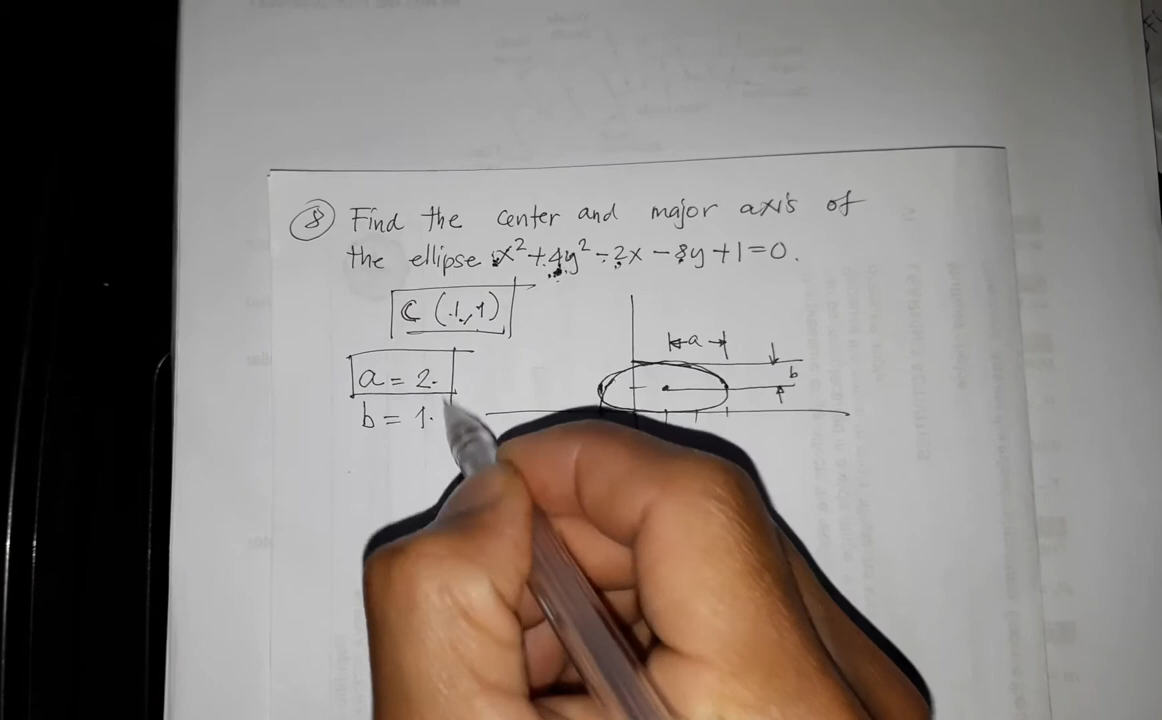 8 Find the center and major axis of
the ellipse x²+4y²-2x-8y+1=0.
C (1,1)
a
a = 2.
b
b = 1.